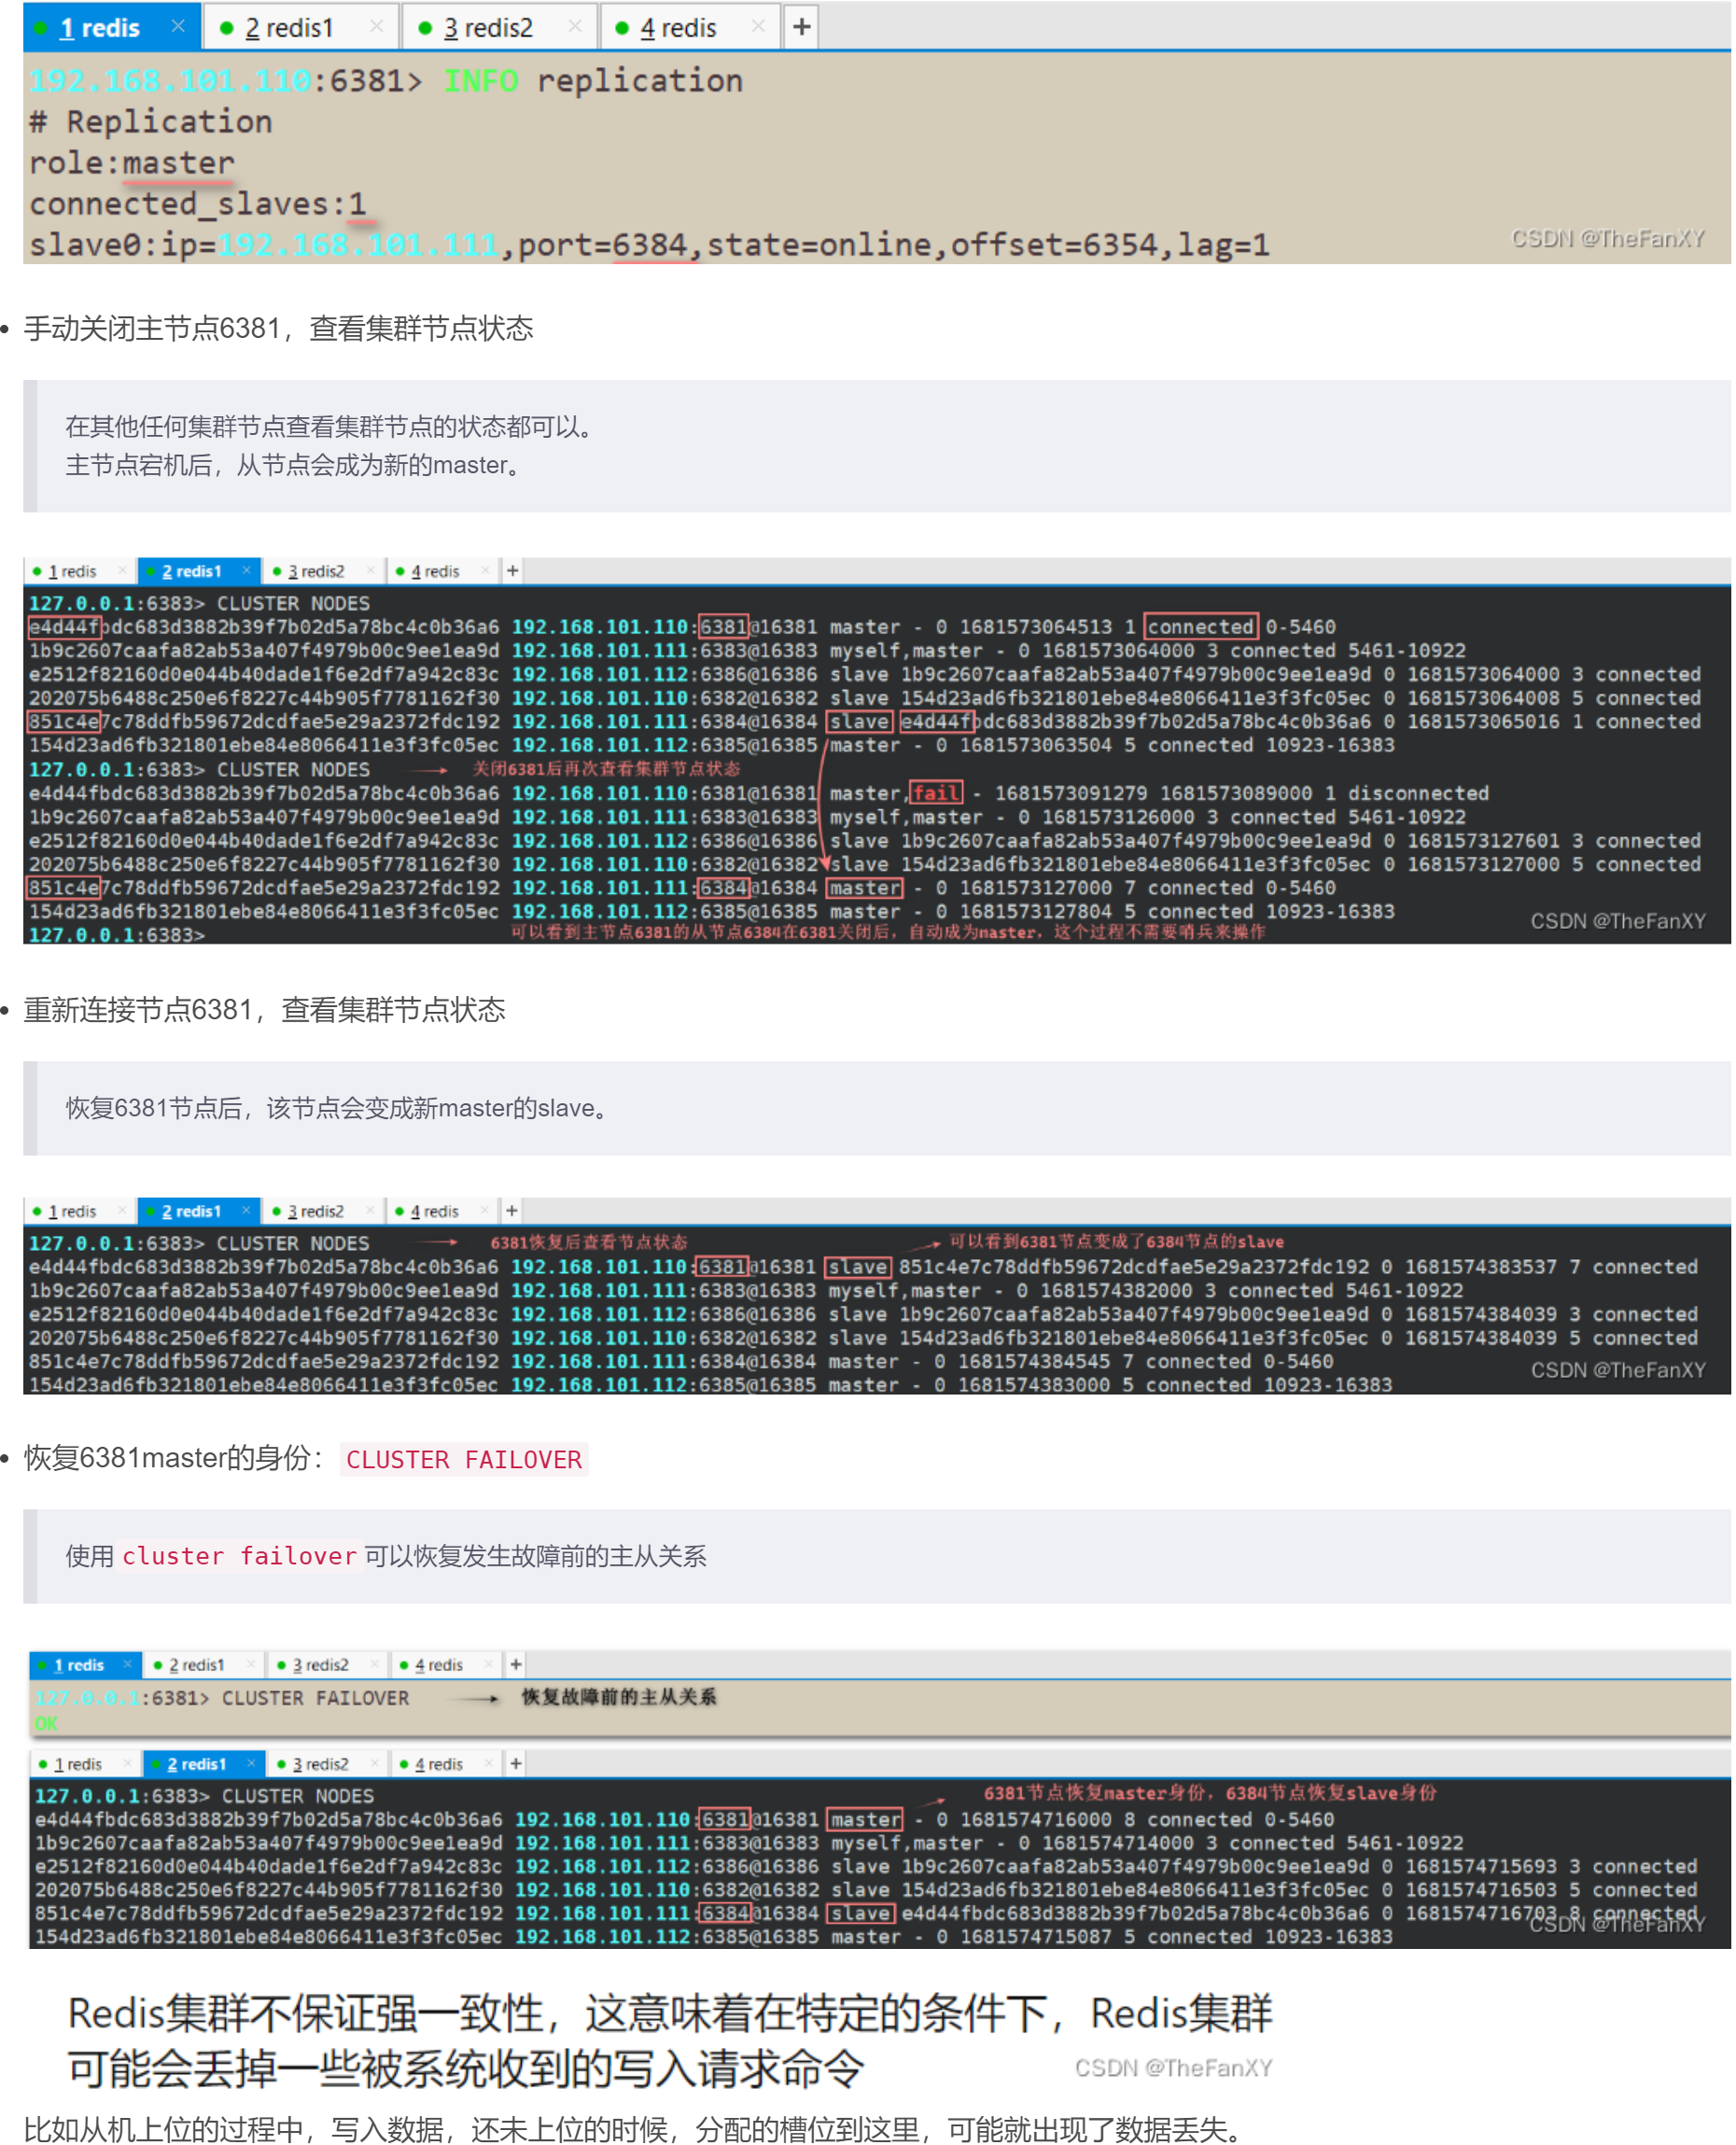 1 redis × 2 redis1 × 3 redis2 × 4 redis × +
192.168.101.110:6381> INFO replication
# Replication
role:master
connected_slaves:1
slave0:ip=192.168.101.111,port=6384,state=online,offset=6354,lag=1
CSDN @TheFanXY
• 手动关闭主节点6381，查看集群节点状态
在其他任何集群节点查看集群节点的状态都可以。
主节点宕机后，从节点会成为新的master。
1 redis × 2 redis1 × 3 redis2 × 4 redis × +
127.0.0.1:6383> CLUSTER NODES
e4d44fbdc683d3882b39f7b02d5a78bc4c0b36a6 192.168.101.110:6381@16381 master - 0 1681573064513 1 connected 0-5460
1b9c2607caafa82ab53a407f4979b00c9ee1ea9d 192.168.101.111:6383@16383 myself,master - 0 1681573064000 3 connected 5461-10922
e2512f82160d0e044b40dade1f6e2df7a942c83c 192.168.101.112:6386@16386 slave 1b9c2607caafa82ab53a407f4979b00c9ee1ea9d 0 1681573064000 3 connected
202075b6488c250e6f8227c44b905f7781162f30 192.168.101.110:6382@16382 slave 154d23ad6fb321801ebe84e8066411e3f3fc05ec 0 1681573064008 5 connected
851c4e7c78ddfb59672dcdfae5e29a2372fdc192 192.168.101.111:6384@16384 slave e4d44fbdc683d3882b39f7b02d5a78bc4c0b36a6 0 1681573065016 1 connected
154d23ad6fb321801ebe84e8066411e3f3fc05ec 192.168.101.112:6385@16385 master - 0 1681573063504 5 connected 10923-16383
127.0.0.1:6383> CLUSTER NODES 关闭6381后再次查看集群节点状态
e4d44fbdc683d3882b39f7b02d5a78bc4c0b36a6 192.168.101.110:6381@16381 master,fail - 1681573091279 1681573089000 1 disconnected
1b9c2607caafa82ab53a407f4979b00c9ee1ea9d 192.168.101.111:6383@16383 myself,master - 0 1681573126000 3 connected 5461-10922
e2512f82160d0e044b40dade1f6e2df7a942c83c 192.168.101.112:6386@16386 slave 1b9c2607caafa82ab53a407f4979b00c9ee1ea9d 0 1681573127601 3 connected
202075b6488c250e6f8227c44b905f7781162f30 192.168.101.110:6382@16382 slave 154d23ad6fb321801ebe84e8066411e3f3fc05ec 0 1681573127000 5 connected
851c4e7c78ddfb59672dcdfae5e29a2372fdc192 192.168.101.111:6384@16384 master - 0 1681573127000 7 connected 0-5460
154d23ad6fb321801ebe84e8066411e3f3fc05ec 192.168.101.112:6385@16385 master - 0 1681573127804 5 connected 10923-16383
CSDN @TheFanXY
127.0.0.1:6383> 可以看到主节点6381的从节点6384在6381关闭后，自动成为master，这个过程不需要哨兵来操作
• 重新连接节点6381，查看集群节点状态
恢复6381节点后，该节点会变成新master的slave。
1 redis × 2 redis1 × 3 redis2 × 4 redis × +
127.0.0.1:6383> CLUSTER NODES 6381恢复后查看节点状态 可以看到6381节点变成了6384节点的slave
e4d44fbdc683d3882b39f7b02d5a78bc4c0b36a6 192.168.101.110:6381@16381 slave 851c4e7c78ddfb59672dcdfae5e29a2372fdc192 0 1681574383537 7 connected
1b9c2607caafa82ab53a407f4979b00c9ee1ea9d 192.168.101.111:6383@16383 myself,master - 0 1681574382000 3 connected 5461-10922
e2512f82160d0e044b40dade1f6e2df7a942c83c 192.168.101.112:6386@16386 slave 1b9c2607caafa82ab53a407f4979b00c9ee1ea9d 0 1681574384039 3 connected
202075b6488c250e6f8227c44b905f7781162f30 192.168.101.110:6382@16382 slave 154d23ad6fb321801ebe84e8066411e3f3fc05ec 0 1681574384039 5 connected
851c4e7c78ddfb59672dcdfae5e29a2372fdc192 192.168.101.111:6384@16384 master - 0 1681574384545 7 connected 0-5460
CSDN @TheFanXY
154d23ad6fb321801ebe84e8066411e3f3fc05ec 192.168.101.112:6385@16385 master - 0 1681574383000 5 connected 10923-16383
• 恢复6381master的身份： CLUSTER FAILOVER
使用 cluster failover 可以恢复发生故障前的主从关系
1 redis × 2 redis1 × 3 redis2 × 4 redis × +
127.0.0.1:6381> CLUSTER FAILOVER 恢复故障前的主从关系
OK
1 redis × 2 redis1 × 3 redis2 × 4 redis × +
127.0.0.1:6383> CLUSTER NODES 6381节点恢复master身份，6384节点恢复slave身份
e4d44fbdc683d3882b39f7b02d5a78bc4c0b36a6 192.168.101.110:6381@16381 master - 0 1681574716000 8 connected 0-5460
1b9c2607caafa82ab53a407f4979b00c9ee1ea9d 192.168.101.111:6383@16383 myself,master - 0 1681574714000 3 connected 5461-10922
e2512f82160d0e044b40dade1f6e2df7a942c83c 192.168.101.112:6386@16386 slave 1b9c2607caafa82ab53a407f4979b00c9ee1ea9d 0 1681574715693 3 connected
202075b6488c250e6f8227c44b905f7781162f30 192.168.101.110:6382@16382 slave 154d23ad6fb321801ebe84e8066411e3f3fc05ec 0 1681574716503 5 connected
851c4e7c78ddfb59672dcdfae5e29a2372fdc192 192.168.101.111:6384@16384 slave e4d44fbdc683d3882b39f7b02d5a78bc4c0b36a6 0 1681574716703 8 connected
CSDN @TheFanXY
154d23ad6fb321801ebe84e8066411e3f3fc05ec 192.168.101.112:6385@16385 master - 0 1681574715087 5 connected 10923-16383
Redis集群不保证强一致性，这意味着在特定的条件下，Redis集群
可能会丢掉一些被系统收到的写入请求命令
CSDN @TheFanXY
比如从机上位的过程中，写入数据，还未上位的时候，分配的槽位到这里，可能就出现了数据丢失。